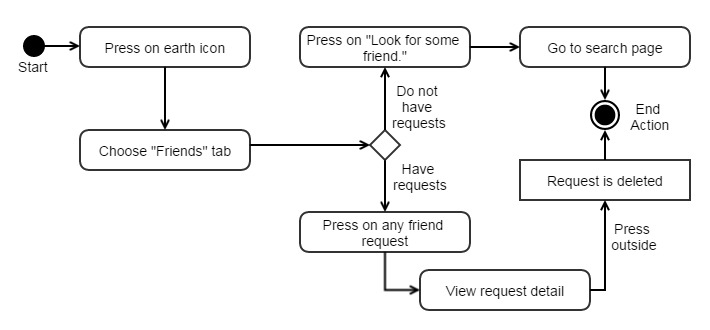 Start
Press on earth icon
Choose "Friends" tab
Press on "Look for some
friend."
Do not
have
requests
Have
requests
Go to search page
End
Action
Request is deleted
Press
outside
Press on any friend
request
View request detail